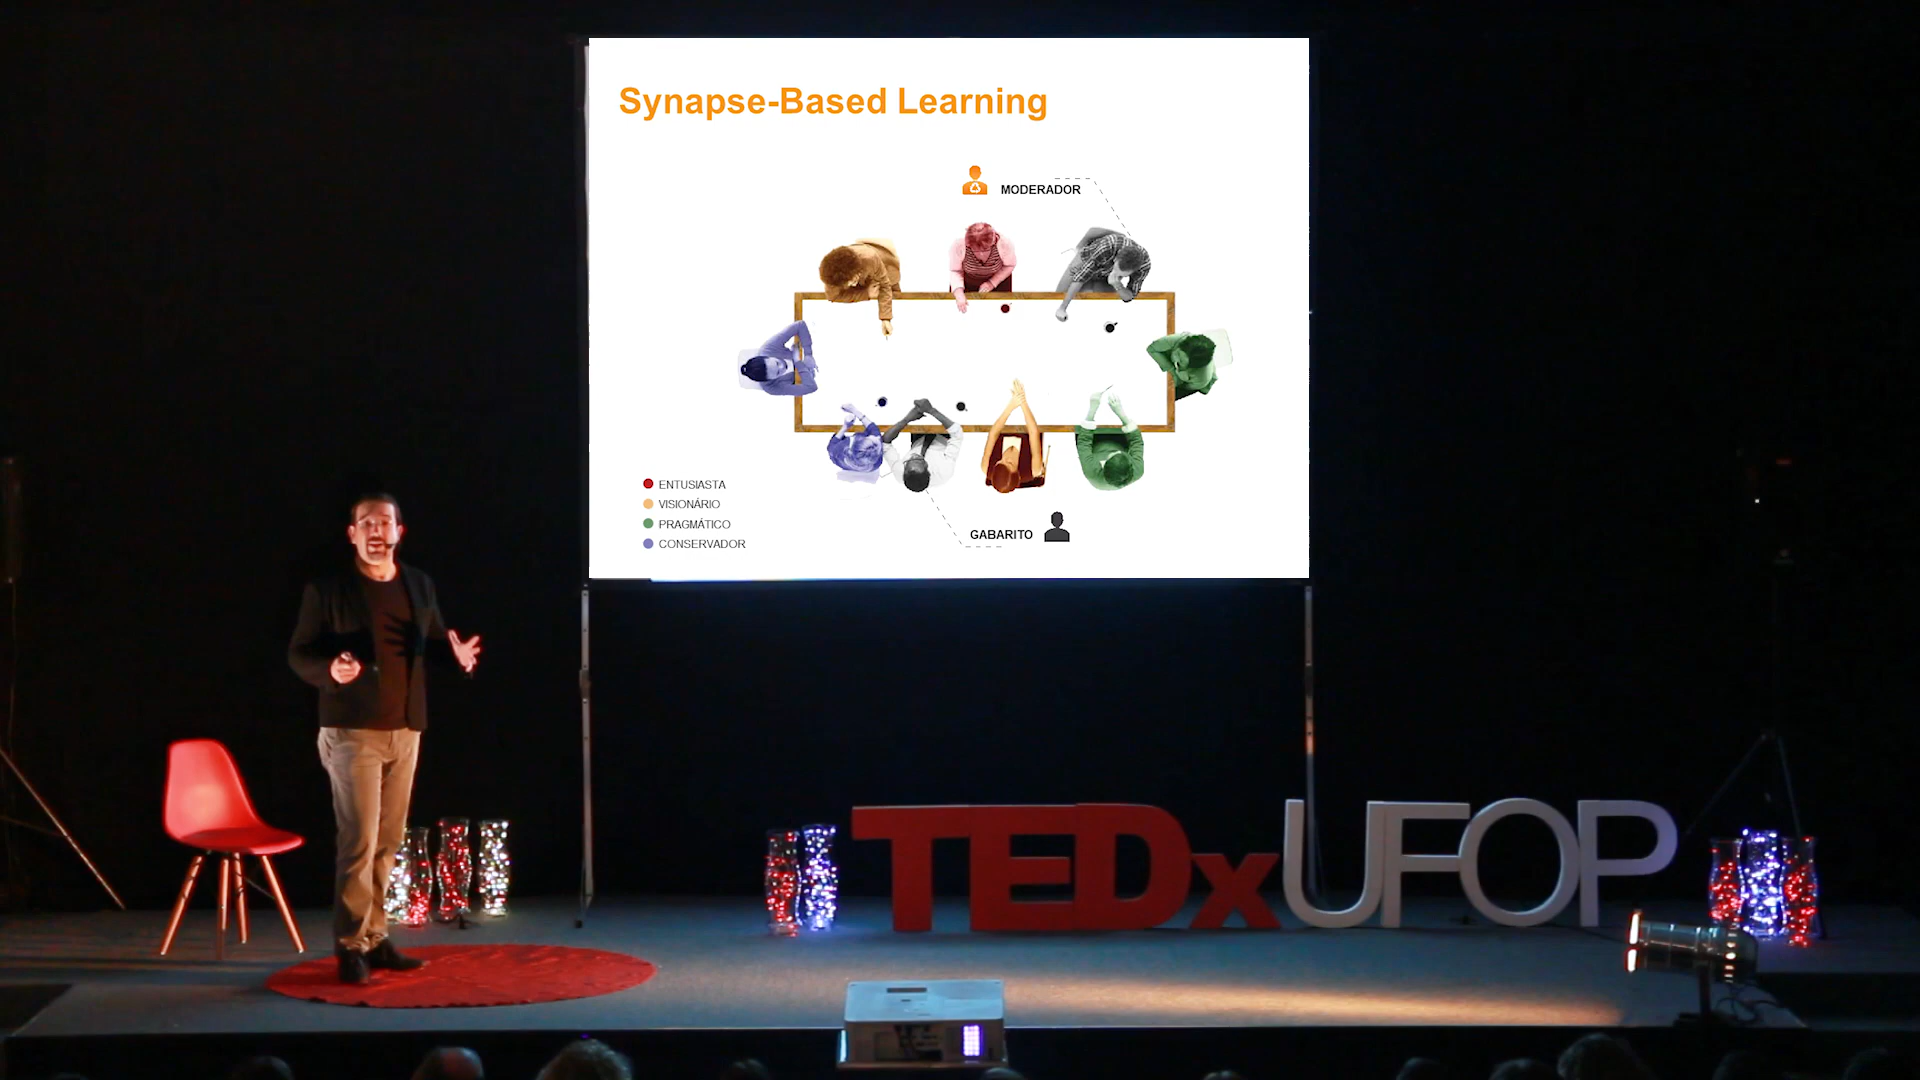 Synapse-Based Learning
MODERADOR
ENTUSIASTA
VISIONÁRIO
PRAGMÁTICO
CONSERVADOR
GABARITO
TEDxUFOP